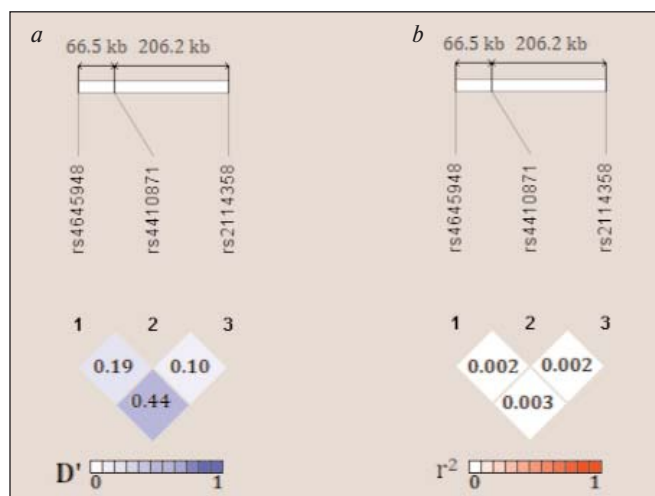 a
66.5 kb 206.2 kb
rs4645948
rs4410871
rs2114358
1 2 3
0.19 0.10
0.44
D'
0 1
b
66.5 kb 206.2 kb
rs4645948
rs4410871
rs2114358
1 2 3
0.002 0.002
0.003
r²
0 1